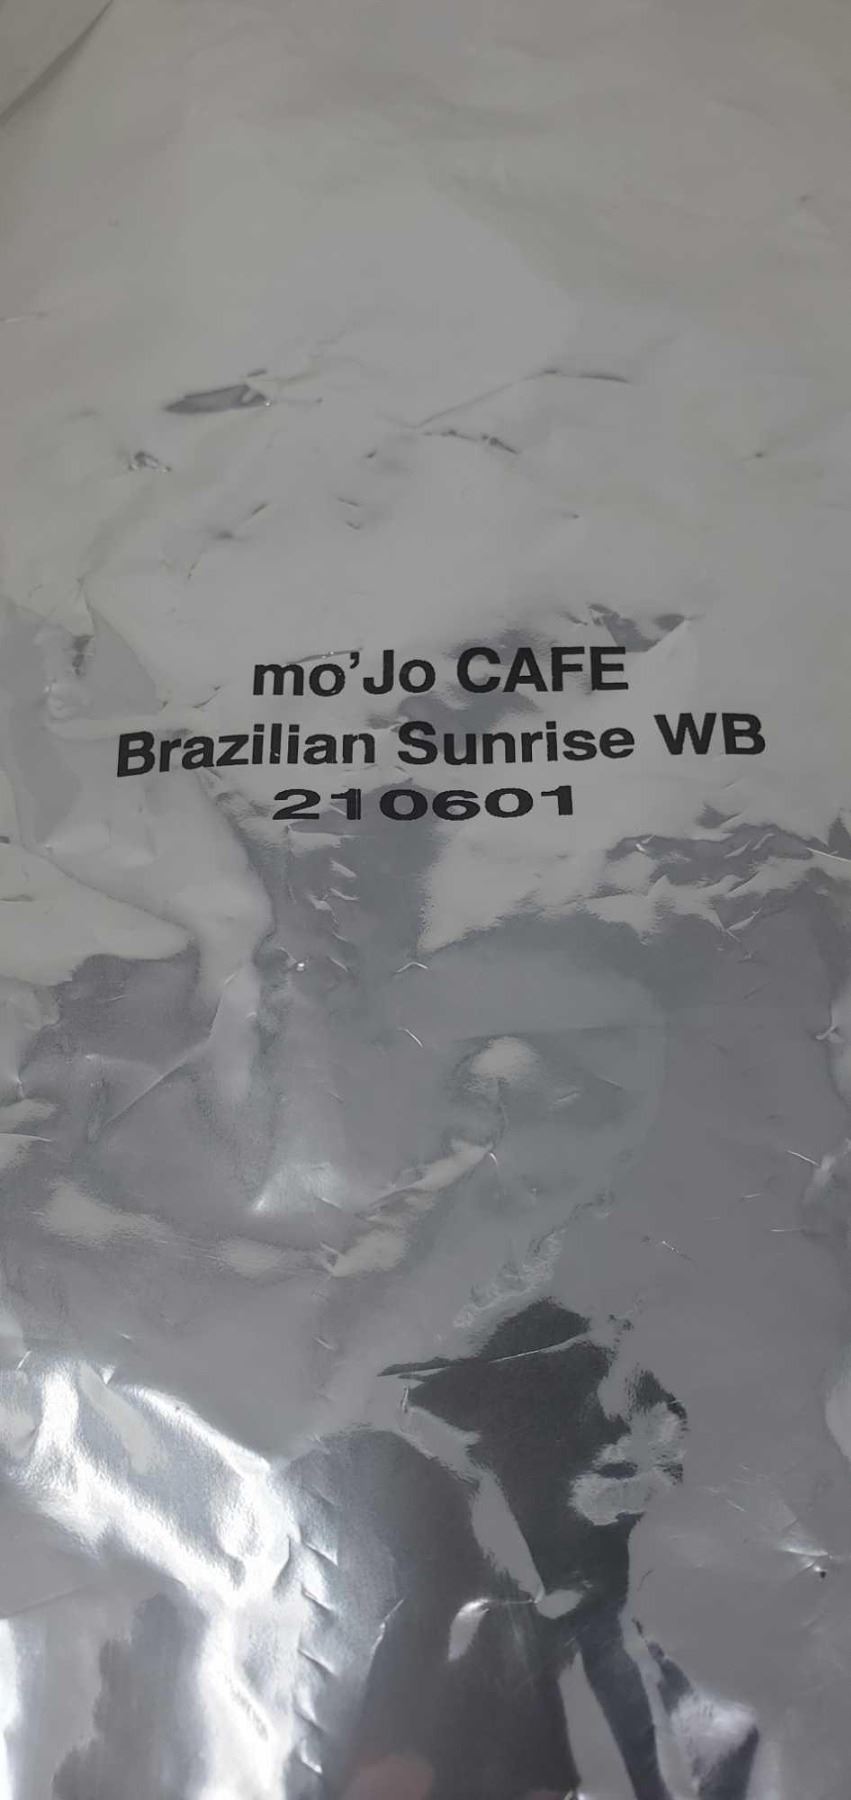 mo'Jo CAFE
Brazilian Sunrise WB
210601